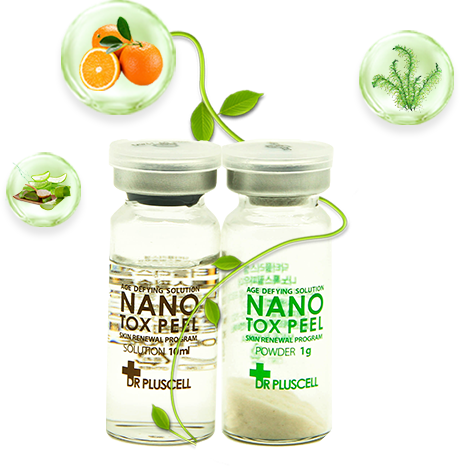 AGE DEFYING SOLUTION
NANO
TOX PEEL
SKIN RENEWAL PROGRAM
SOLUTION 10ml
DR PLUSCELL
AGE DEFYING SOLUTION
NANO
TOX PEEL
SKIN RENEWAL PROGRAM
POWDER 1g
DR PLUSCELL